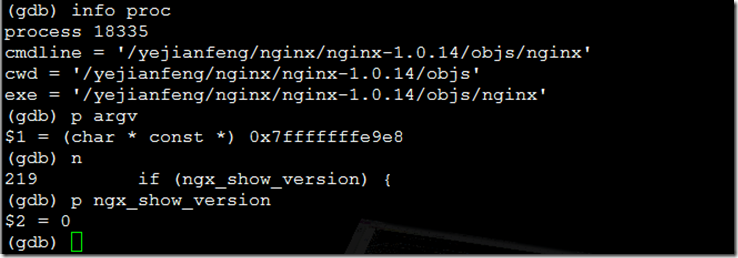 (gdb) info proc
process 18335
cmdline = '/yejianfeng/nginx/nginx-1.0.14/objs/nginx'
cwd = '/yejianfeng/nginx/nginx-1.0.14/objs'
exe = '/yejianfeng/nginx/nginx-1.0.14/objs/nginx'
(gdb) p argv
$1 = (char * const *) 0x7fffffffe9e8
(gdb) n
219         if (ngx_show_version) {
(gdb) p ngx_show_version
$2 = 0
(gdb)